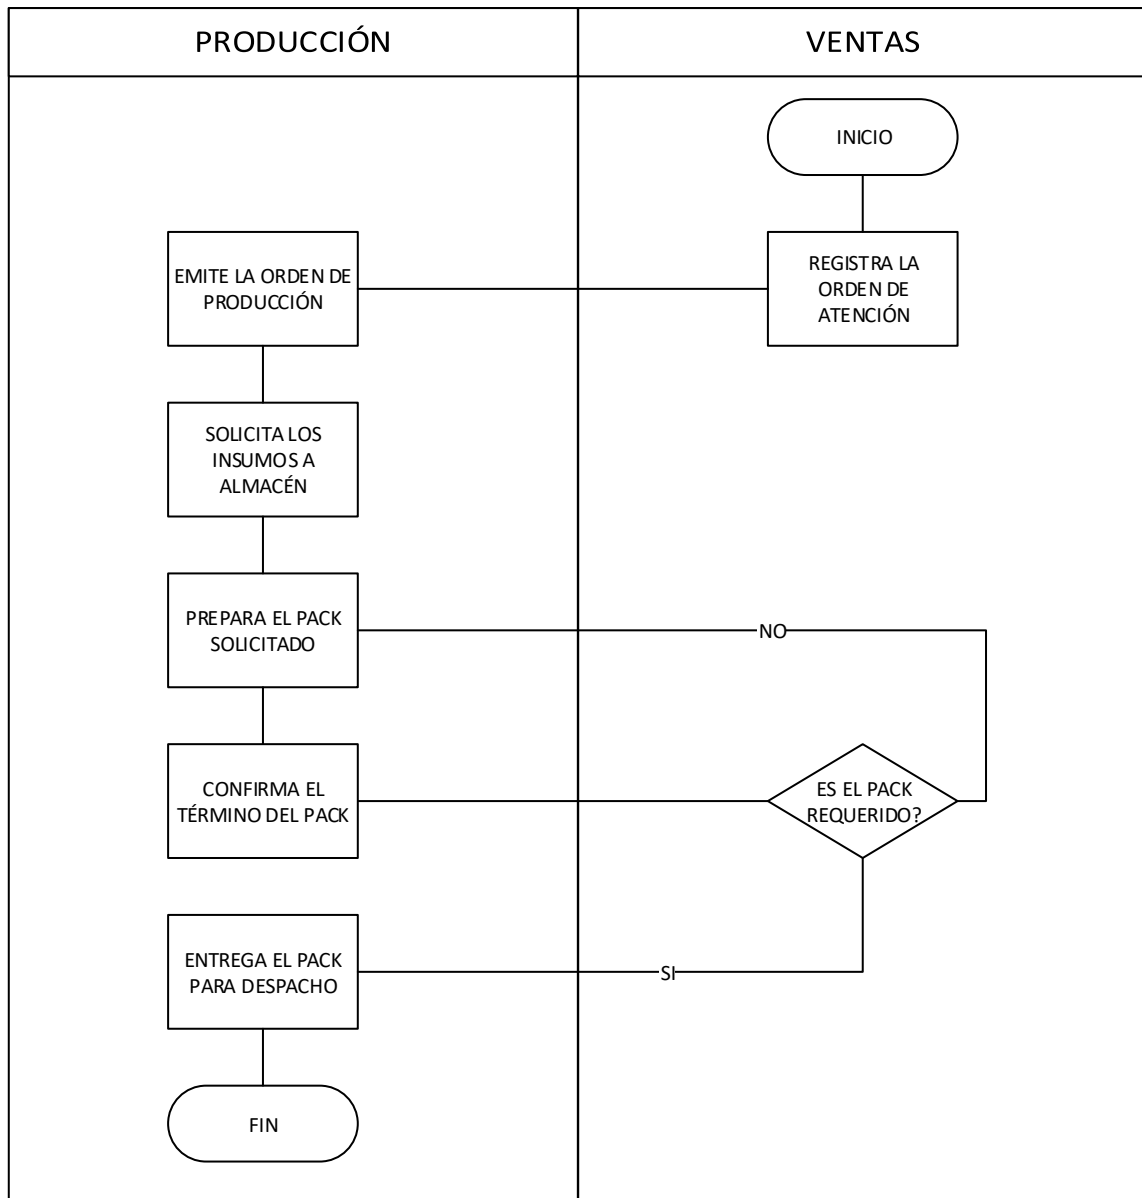 PRODUCCIÓN
VENTAS
INICIO
EMITE LA ORDEN DE
PRODUCCIÓN
REGISTRA LA
ORDEN DE
ATENCIÓN
SOLICITA LOS
INSUMOS A
ALMACÉN
PREPARA EL PACK
SOLICITADO
NO
CONFIRMA EL
TÉRMINO DEL PACK
ES EL PACK
REQUERIDO?
ENTREGA EL PACK
PARA DESPACHO
SI
FIN